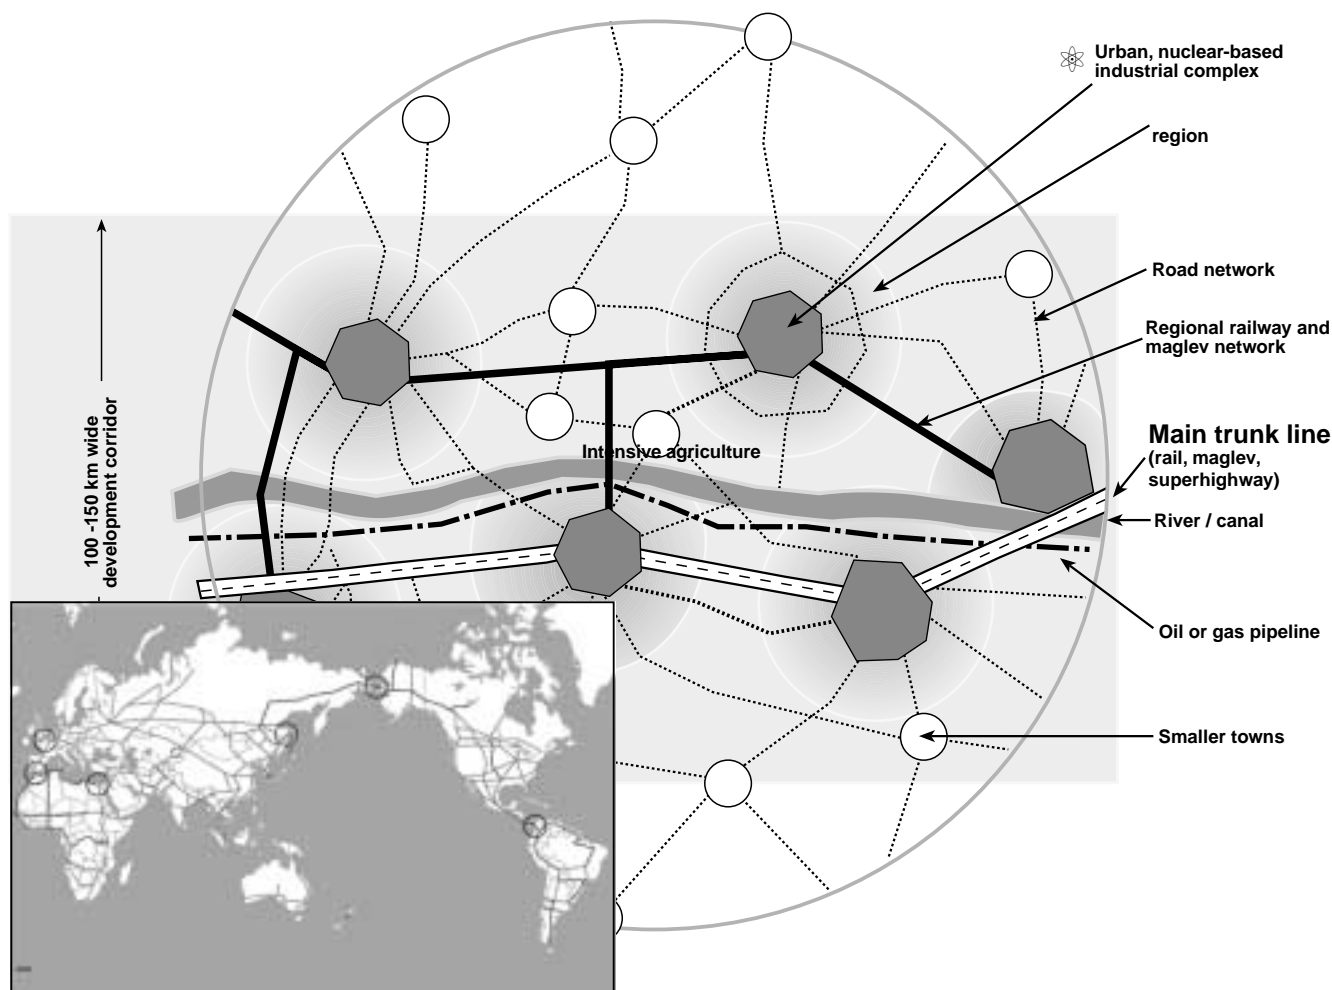 Urban, nuclear-based
industrial complex
region
Road network
Regional railway and
maglev network
Main trunk line
(rail, maglev,
superhighway)
River / canal
Oil or gas pipeline
Smaller towns
Intensive agriculture
100 -150 km wide
development corridor